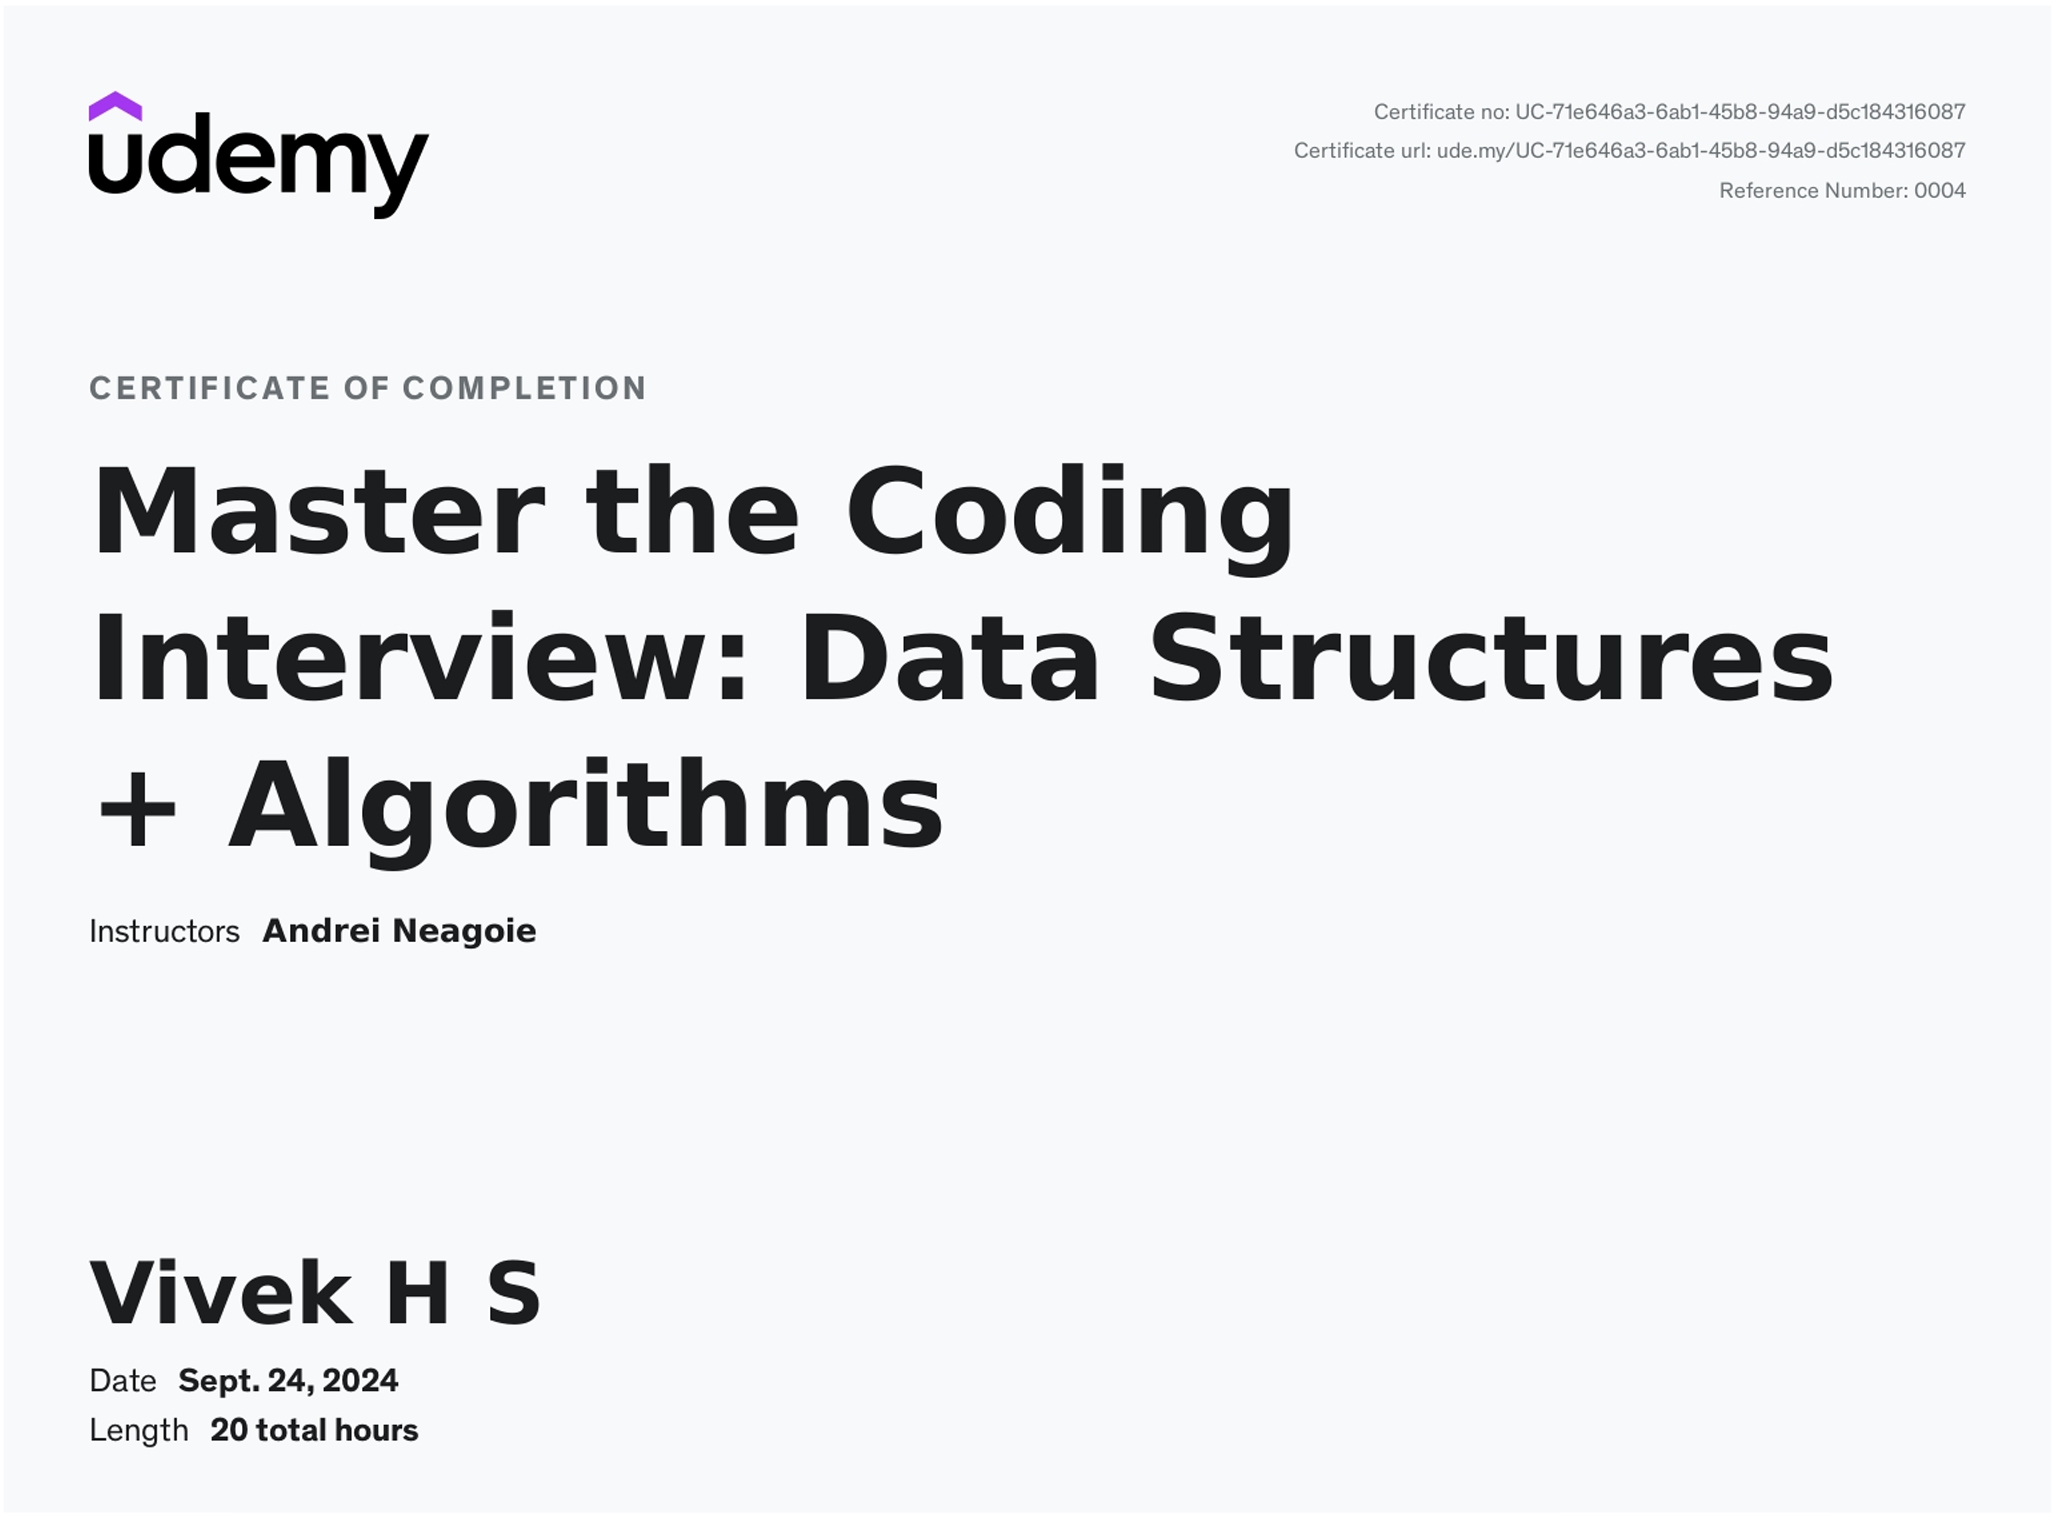 udemy
Certificate no: UC-71e646a3-6ab1-45b8-94a9-d5c184316087
Certificate url: ude.my/UC-71e646a3-6ab1-45b8-94a9-d5c184316087
Reference Number: 0004
CERTIFICATE OF COMPLETION
Master the Coding
Interview: Data Structures
+ Algorithms
Instructors Andrei Neagoie
Vivek H S
Date Sept. 24, 2024
Length 20 total hours